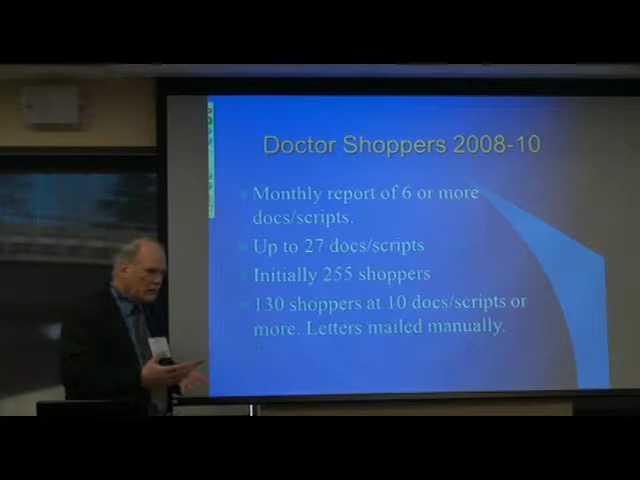 Doctor Shoppers 2008-10
Monthly report of 6 or more
docs/scripts.
Up to 27 docs/scripts
Initially 255 shoppers
130 shoppers at 10 docs/scripts or
more. Letters mailed manually.